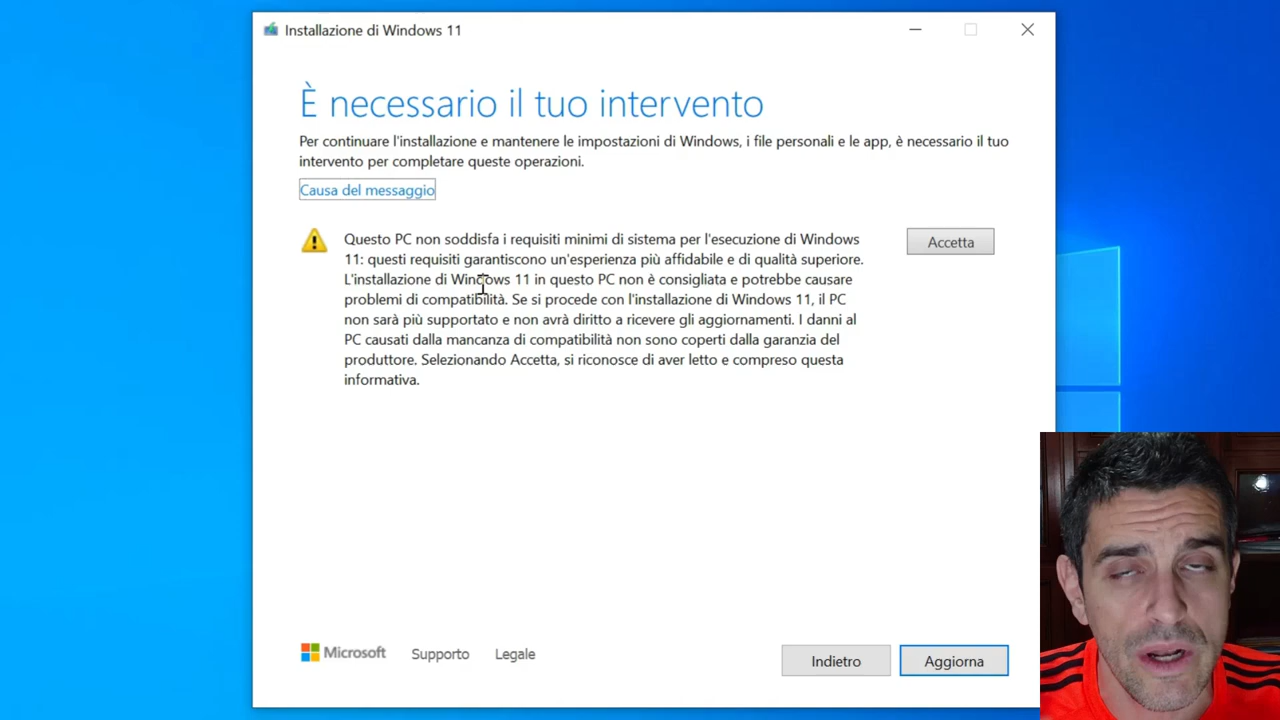 Installazione di Windows 11
È necessario il tuo intervento
Per continuare l'installazione e mantenere le impostazioni di Windows, i file personali e le app, è necessario il tuo
intervento per completare queste operazioni.
Causa del messaggio
Questo PC non soddisfa i requisiti minimi di sistema per l'esecuzione di Windows
11: questi requisiti garantiscono un'esperienza più affidabile e di qualità superiore.
L'installazione di Windows 11 in questo PC non è consigliata e potrebbe causare
problemi di compatibilità. Se si procede con l'installazione di Windows 11, il PC
non sarà più supportato e non avrà diritto a ricevere gli aggiornamenti. I danni al
PC causati dalla mancanza di compatibilità non sono coperti dalla garanzia del
produttore. Selezionando Accetta, si riconosce di aver letto e compreso questa
informativa.
Accetta
Microsoft
Supporto
Legale
Indietro
Aggiorna